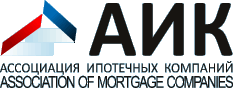 АИК
АССОЦИАЦИЯ ИПОТЕЧНЫХ КОМПАНИЙ
ASSOCIATION OF MORTGAGE COMPANIES